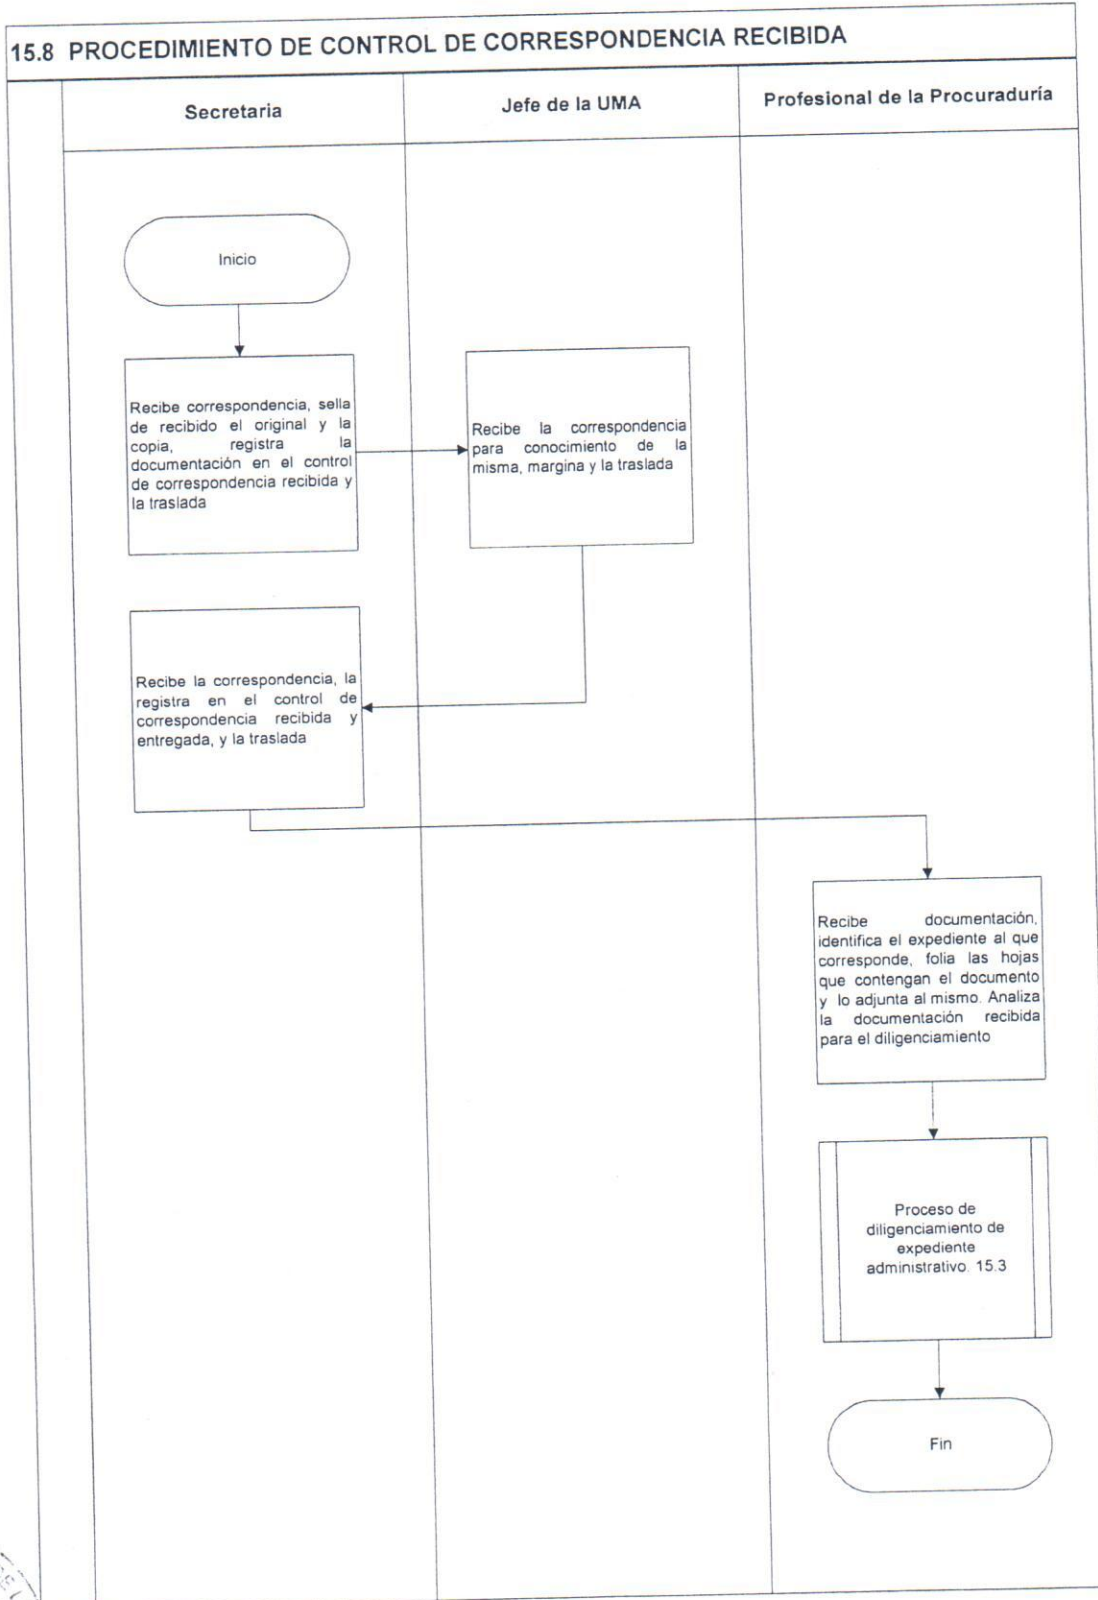 15.8 PROCEDIMIENTO DE CONTROL DE CORRESPONDENCIA RECIBIDA
Secretaria
Jefe de la UMA
Profesional de la Procuraduría
Inicio
Recibe correspondencia, sella
de recibido el original y la
copia, registra la
documentación en el control
de correspondencia recibida y
la traslada
Recibe la correspondencia
para conocimiento de la
misma, margina y la traslada
Recibe la correspondencia, la
registra en el control de
correspondencia recibida y
entregada, y la traslada
Recibe documentación,
identifica el expediente al que
corresponde, folia las hojas
que contengan el documento
y lo adjunta al mismo. Analiza
la documentación recibida
para el diligenciamiento
Proceso de
diligenciamiento de
expediente
administrativo. 15.3
Fin